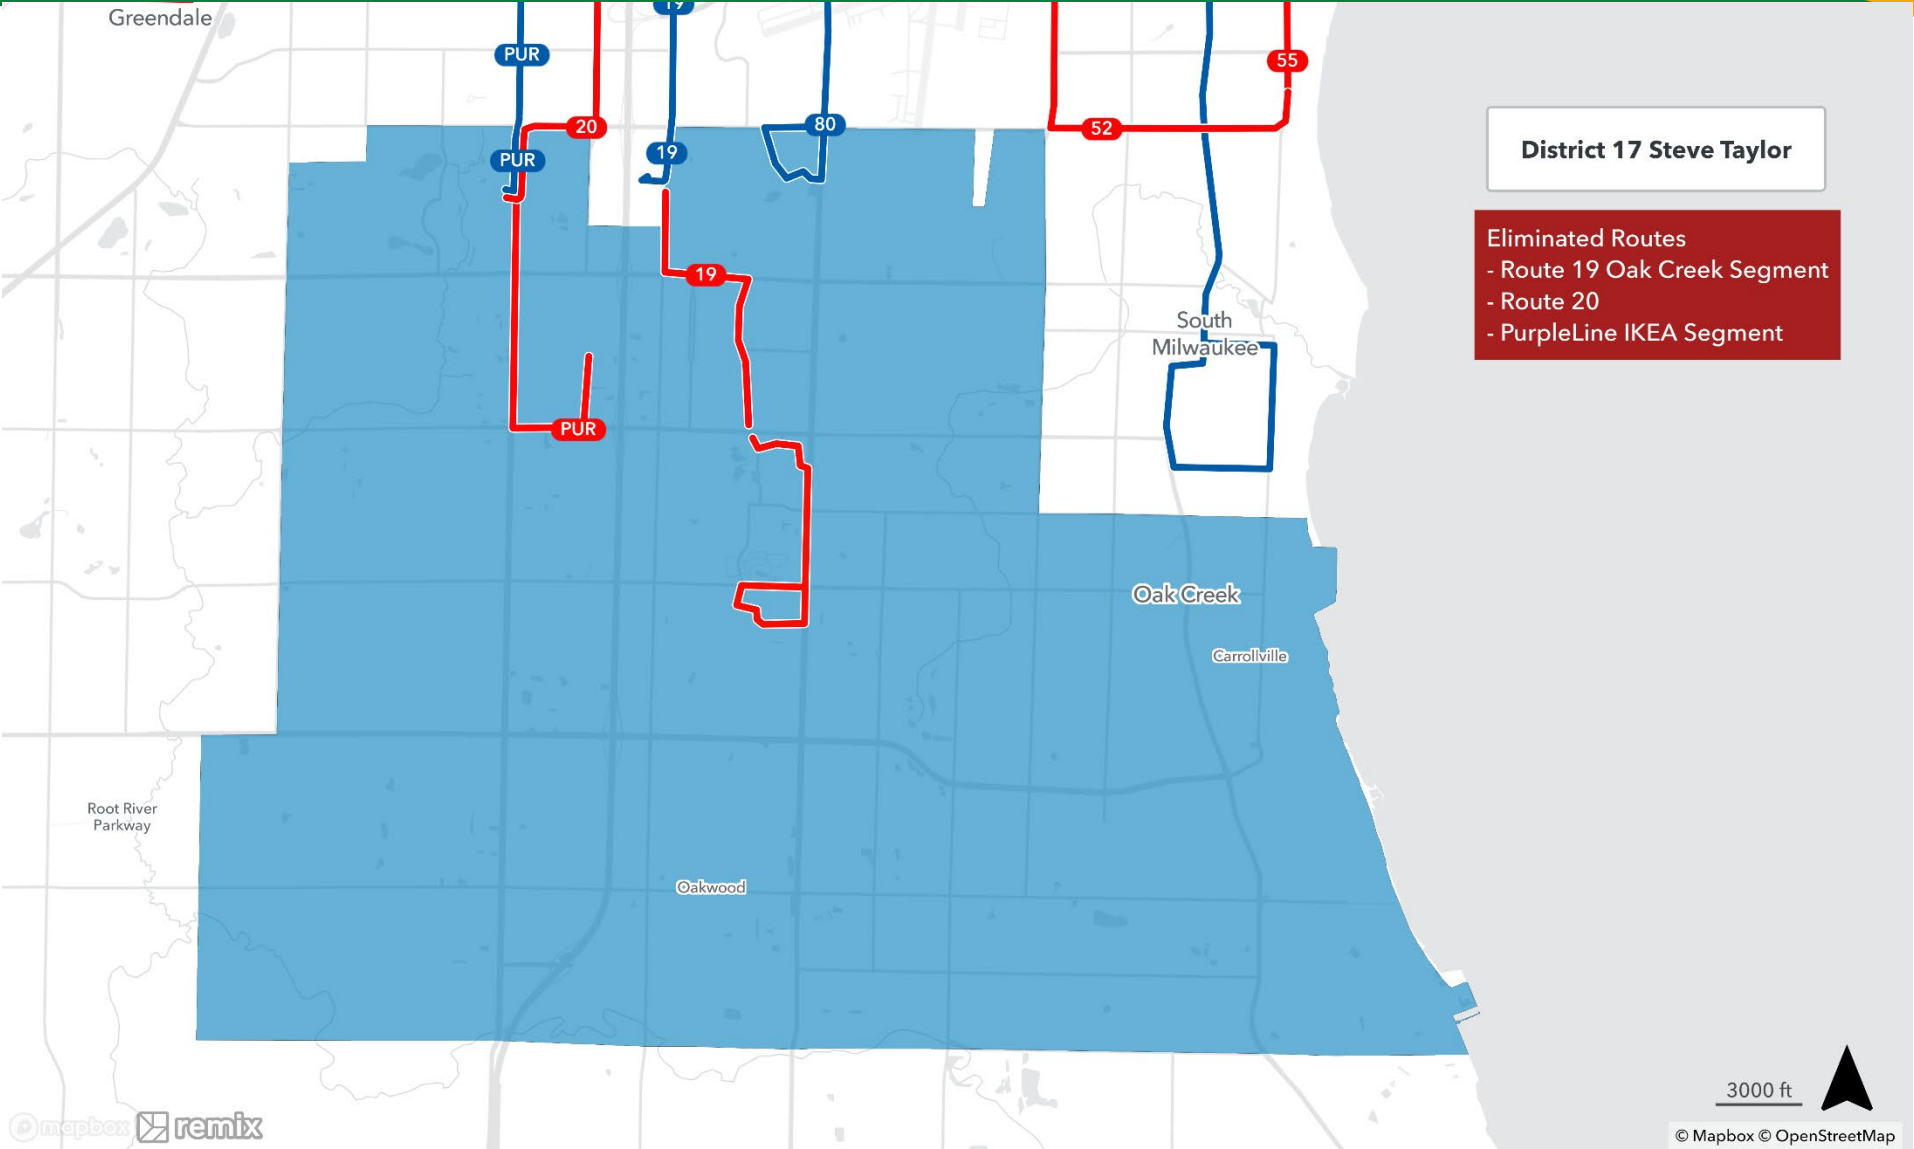 Greendale
19
PUR
55
20
80
52
19
PUR
District 17 Steve Taylor
Eliminated Routes
- Route 19 Oak Creek Segment
- Route 20
- PurpleLine IKEA Segment
19
South
Milwaukee
PUR
Oak Creek
Carrollville
Root River
Parkway
Oakwood
3000 ft
mapbox
remix
© Mapbox © OpenStreetMap